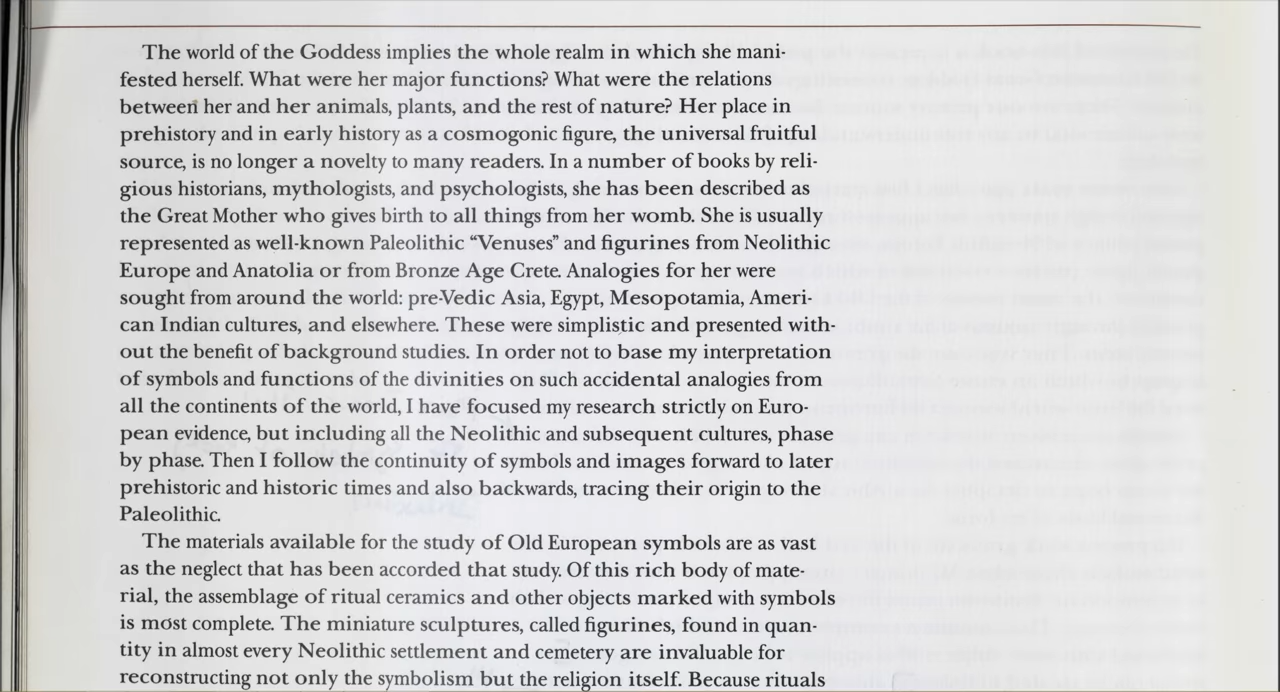 The world of the Goddess implies the whole realm in which she mani-
fested herself. What were her major functions? What were the relations
between her and her animals, plants, and the rest of nature? Her place in
prehistory and in early history as a cosmogonic figure, the universal fruitful
source, is no longer a novelty to many readers. In a number of books by reli-
gious historians, mythologists, and psychologists, she has been described as
the Great Mother who gives birth to all things from her womb. She is usually
represented as well-known Paleolithic “Venuses” and figurines from Neolithic
Europe and Anatolia or from Bronze Age Crete. Analogies for her were
sought from around the world: pre-Vedic Asia, Egypt, Mesopotamia, Ameri-
can Indian cultures, and elsewhere. These were simplistic and presented with-
out the benefit of background studies. In order not to base my interpretation
of symbols and functions of the divinities on such accidental analogies from
all the continents of the world, I have focused my research strictly on Euro-
pean evidence, but including all the Neolithic and subsequent cultures, phase
by phase. Then I follow the continuity of symbols and images forward to later
prehistoric and historic times and also backwards, tracing their origin to the
Paleolithic.
The materials available for the study of Old European symbols are as vast
as the neglect that has been accorded that study. Of this rich body of mate-
rial, the assemblage of ritual ceramics and other objects marked with symbols
is most complete. The miniature sculptures, called figurines, found in quan-
tity in almost every Neolithic settlement and cemetery are invaluable for
reconstructing not only the symbolism but the religion itself. Because rituals